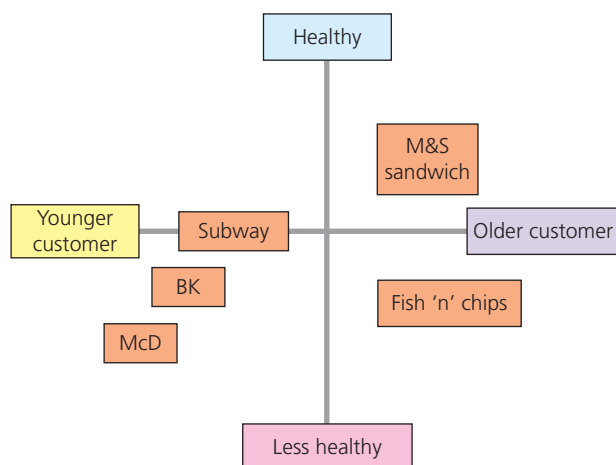 Healthy
M&S
sandwich
Younger
customer
Subway
Older customer
BK
Fish ‘n’ chips
McD
Less healthy